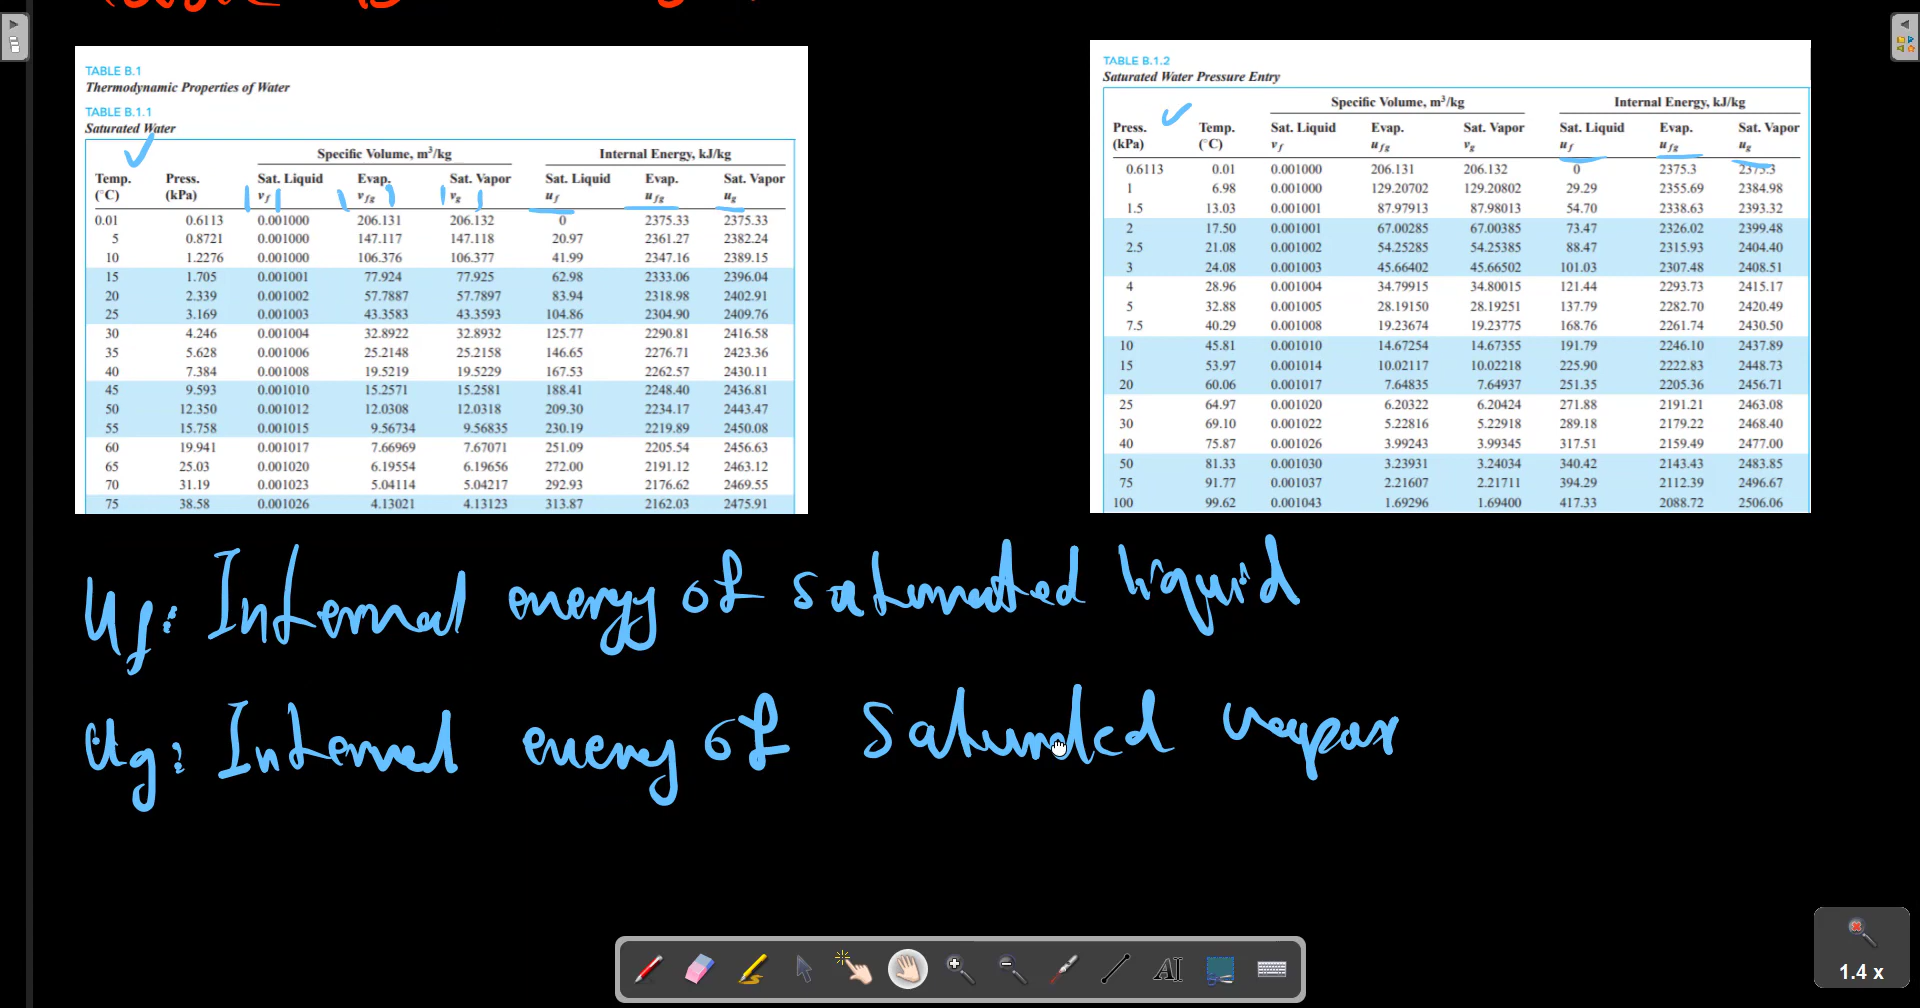 TABLE B.1
Thermodynamic Properties of Water
TABLE B.1.1
Saturated Water
Specific Volume, m³/kg Internal Energy, kJ/kg
Temp. Press. Sat. Liquid Evap. Sat. Vapor Sat. Liquid Evap. Sat. Vapor
(°C) (kPa) vf vfg vg uf ufg ug
0.01 0.6113 0.001000 206.131 206.132 0 2375.33 2375.33
5 0.8721 0.001000 147.117 147.118 20.97 2361.27 2382.24
10 1.2276 0.001000 106.376 106.377 41.99 2347.16 2389.15
15 1.705 0.001001 77.924 77.925 62.98 2333.06 2396.04
20 2.339 0.001002 57.7887 57.7897 83.94 2318.98 2402.91
25 3.169 0.001003 43.3583 43.3593 104.86 2304.90 2409.76
30 4.246 0.001004 32.8922 32.8932 125.77 2290.81 2416.58
35 5.628 0.001006 25.2148 25.2158 146.65 2276.71 2423.36
40 7.384 0.001008 19.5219 19.5229 167.53 2262.57 2430.11
45 9.593 0.001010 15.2571 15.2581 188.41 2248.40 2436.81
50 12.350 0.001012 12.0308 12.0318 209.30 2234.17 2443.47
55 15.758 0.001015 9.56734 9.56835 230.19 2219.89 2450.08
60 19.941 0.001017 7.66969 7.67071 251.09 2205.54 2456.63
65 25.03 0.001020 6.19554 6.19656 272.00 2191.12 2463.12
70 31.19 0.001023 5.04114 5.04217 292.93 2176.62 2469.55
75 38.58 0.001026 4.13021 4.13123 313.87 2162.03 2475.91
TABLE B.1.2
Saturated Water Pressure Entry
Specific Volume, m³/kg Internal Energy, kJ/kg
Press. Temp. Sat. Liquid Evap. Sat. Vapor Sat. Liquid Evap. Sat. Vapor
(kPa) (°C) vf ufg vg uf ufg ug
0.6113 0.01 0.001000 206.131 206.132 0 2375.3 2375.3
1 6.98 0.001000 129.20702 129.20802 29.29 2355.69 2384.98
1.5 13.03 0.001001 87.97913 87.98013 54.70 2338.63 2393.32
2 17.50 0.001001 67.00285 67.00385 73.47 2326.02 2399.48
2.5 21.08 0.001002 54.25285 54.25385 88.47 2315.93 2404.40
3 24.08 0.001003 45.66402 45.66502 101.03 2307.48 2408.51
4 28.96 0.001004 34.79915 34.80015 121.44 2293.73 2415.17
5 32.88 0.001005 28.19150 28.19251 137.79 2282.70 2420.49
7.5 40.29 0.001008 19.23674 19.23775 168.76 2261.74 2430.50
10 45.81 0.001010 14.67254 14.67355 191.79 2246.10 2437.89
15 53.97 0.001014 10.02117 10.02218 225.90 2222.83 2448.73
20 60.06 0.001017 7.64835 7.64937 251.35 2205.36 2456.71
25 64.97 0.001020 6.20322 6.20424 271.88 2191.21 2463.08
30 69.10 0.001022 5.22816 5.22918 289.18 2179.22 2468.40
40 75.87 0.001026 3.99243 3.99345 317.51 2159.49 2477.00
50 81.33 0.001030 3.23931 3.24034 340.42 2143.43 2483.85
75 91.77 0.001037 2.21607 2.21711 394.29 2112.39 2496.67
100 99.62 0.001043 1.69296 1.69400 417.33 2088.72 2506.06
Uf: Internal energy of saturated liquid
Ug: Internal energy of Saturated vapor
1.4 x